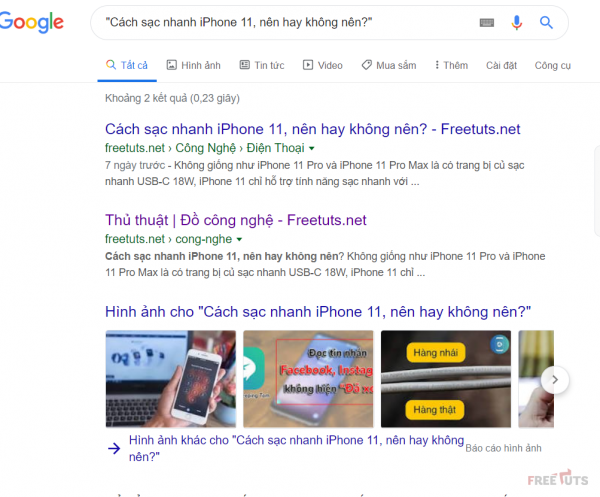 Google
"Cách sạc nhanh iPhone 11, nên hay không nên?"
Tất cả Hình ảnh Tin tức Video Mua sắm Thêm Cài đặt Công cụ
Khoảng 2 kết quả (0,23 giây)
Cách sạc nhanh iPhone 11, nên hay không nên? - Freetuts.net
freetuts.net › Công Nghệ › Điện Thoại
7 ngày trước - Không giống như iPhone 11 Pro và iPhone 11 Pro Max là có trang bị củ sạc
nhanh USB-C 18W, iPhone 11 chỉ hỗ trợ tính năng sạc nhanh với ...
Thủ thuật | Đồ công nghệ - Freetuts.net
freetuts.net › cong-nghe
Cách sạc nhanh iPhone 11, nên hay không nên? Không giống như iPhone 11 Pro và iPhone
11 Pro Max là có trang bị củ sạc nhanh USB-C 18W, iPhone 11 chỉ ...
Hình ảnh cho "Cách sạc nhanh iPhone 11, nên hay không nên?"
Đọc tin nhắn
Facebook, Instag
không hiện "Đã x
Hàng nhái
Hàng thật
Hình ảnh khác cho "Cách sạc nhanh iPhone 11, nên hay không
nên?"
Báo cáo hình ảnh
FREETUTS